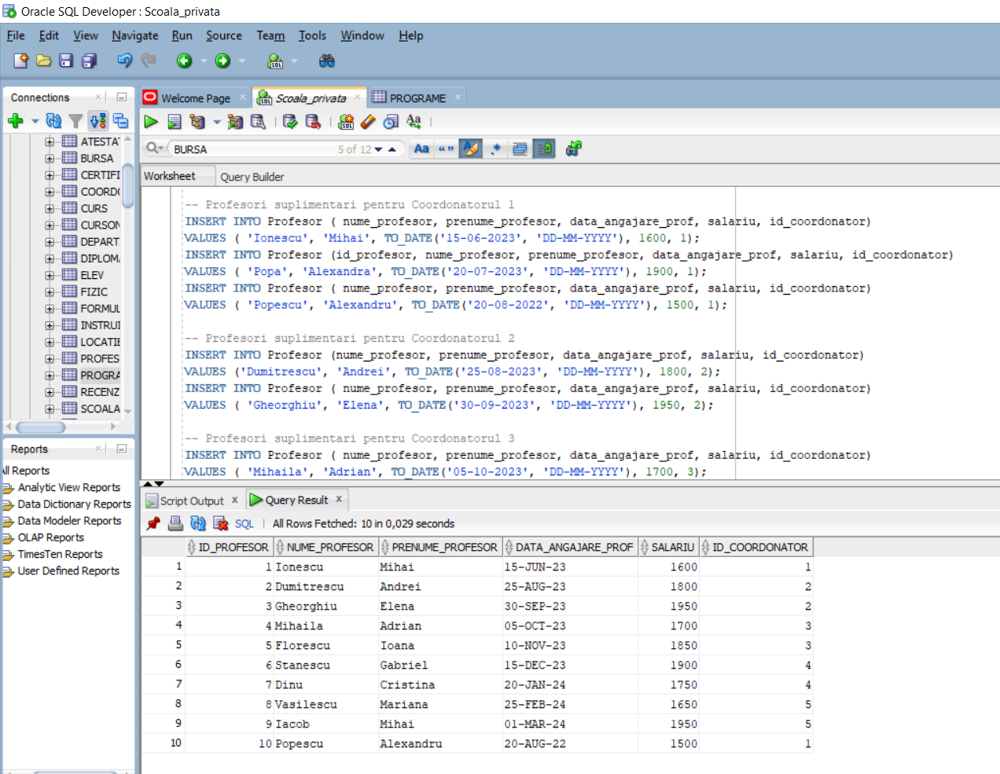 Oracle SQL Developer : Scoala_privata
File Edit View Navigate Run Source Team Tools Window Help
Connections
Welcome Page
Scoala_privata
PROGRAME
BURSA
5 of 12
Aa
Worksheet
Query Builder
ATESTAT
BURSA
CERTIFI
COORDO
CURS
CURSON
DEPART
DIPLOMA
ELEV
FIZIC
FORMUL
INSTRUI
LOCATIE
PROFES
PROGRA
RECENZ
SCOALA
-- Profesori suplimentari pentru Coordonatorul 1
INSERT INTO Profesor ( nume_profesor, prenume_profesor, data_angajare_prof, salariu, id_coordonator)
VALUES ( 'Ionescu', 'Mihai', TO_DATE('15-06-2023', 'DD-MM-YYYY'), 1600, 1);
INSERT INTO Profesor (id_profesor, nume_profesor, prenume_profesor, data_angajare_prof, salariu, id_coordonator)
VALUES ( 'Popa', 'Alexandra', TO_DATE('20-07-2023', 'DD-MM-YYYY'), 1900, 1);
INSERT INTO Profesor ( nume_profesor, prenume_profesor, data_angajare_prof, salariu, id_coordonator)
VALUES ( 'Popescu', 'Alexandru', TO_DATE('20-08-2022', 'DD-MM-YYYY'), 1500, 1);
-- Profesori suplimentari pentru Coordonatorul 2
INSERT INTO Profesor (nume_profesor, prenume_profesor, data_angajare_prof, salariu, id_coordonator)
VALUES ('Dumitrescu', 'Andrei', TO_DATE('25-08-2023', 'DD-MM-YYYY'), 1800, 2);
INSERT INTO Profesor ( nume_profesor, prenume_profesor, data_angajare_prof, salariu, id_coordonator)
VALUES ( 'Gheorghiu', 'Elena', TO_DATE('30-09-2023', 'DD-MM-YYYY'), 1950, 2);
-- Profesori suplimentari pentru Coordonatorul 3
INSERT INTO Profesor ( nume_profesor, prenume_profesor, data_angajare_prof, salariu, id_coordonator)
VALUES ( 'Mihaila', 'Adrian', TO_DATE('05-10-2023', 'DD-MM-YYYY'), 1700, 3);
Reports
All Reports
Analytic View Reports
Data Dictionary Reports
Data Modeler Reports
OLAP Reports
TimesTen Reports
User Defined Reports
Script Output x Query Result x
SQL | All Rows Fetched: 10 in 0,029 seconds
ID_PROFESOR NUME_PROFESOR PRENUME_PROFESOR DATA_ANGAJARE_PROF SALARIU ID_COORDONATOR
1 1 Ionescu Mihai 15-JUN-23 1600 1
2 2 Dumitrescu Andrei 25-AUG-23 1800 2
3 3 Gheorghiu Elena 30-SEP-23 1950 2
4 4 Mihaila Adrian 05-OCT-23 1700 3
5 5 Florescu Ioana 10-NOV-23 1850 3
6 6 Stanescu Gabriel 15-DEC-23 1900 4
7 7 Dinu Cristina 20-JAN-24 1750 4
8 8 Vasilescu Mariana 25-FEB-24 1650 5
9 9 Iacob Mihai 01-MAR-24 1950 5
10 10 Popescu Alexandru 20-AUG-22 1500 1